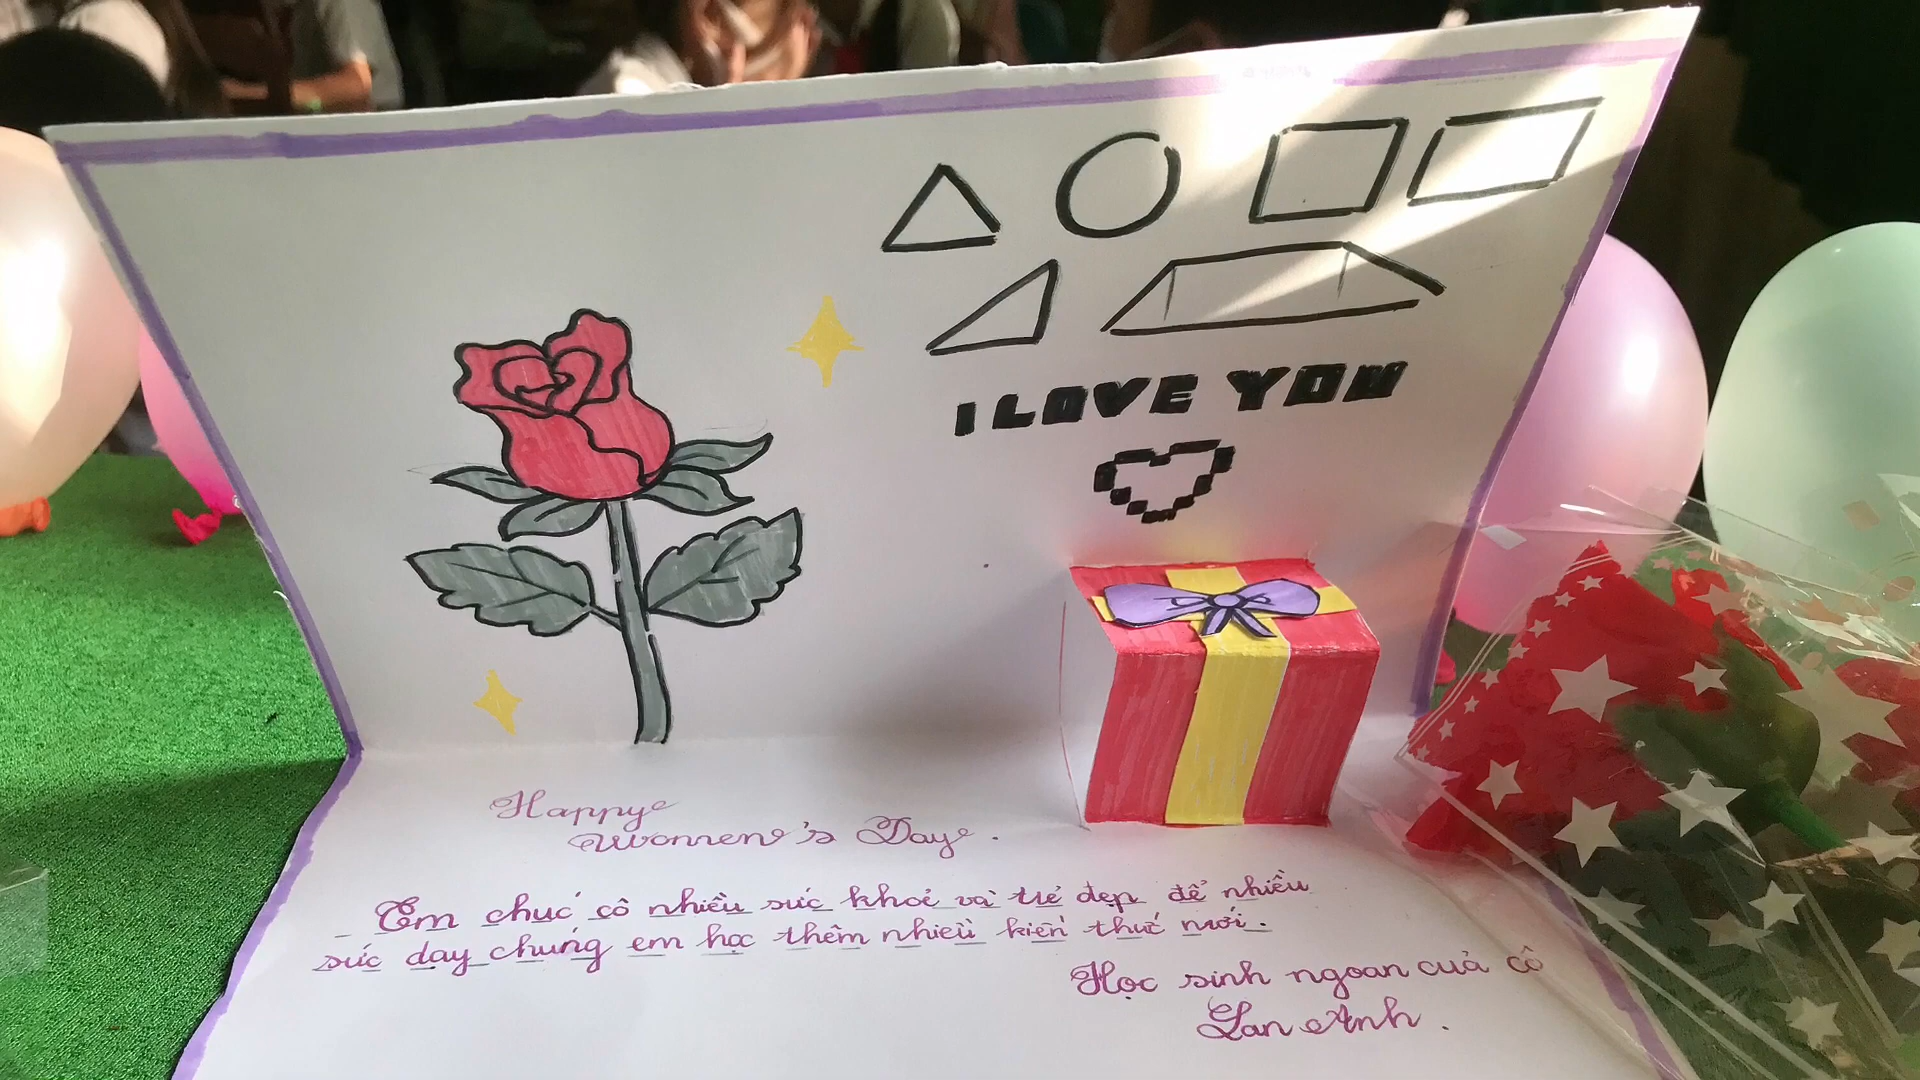 I LOVE YOU
Happy
Women's Day.
Em chúc cô nhiều sức khoẻ và trẻ đẹp để nhiều
sức dạy chúng em học thêm nhiều kiến thức mới.
Học sinh ngoan của cô
Lan Anh.